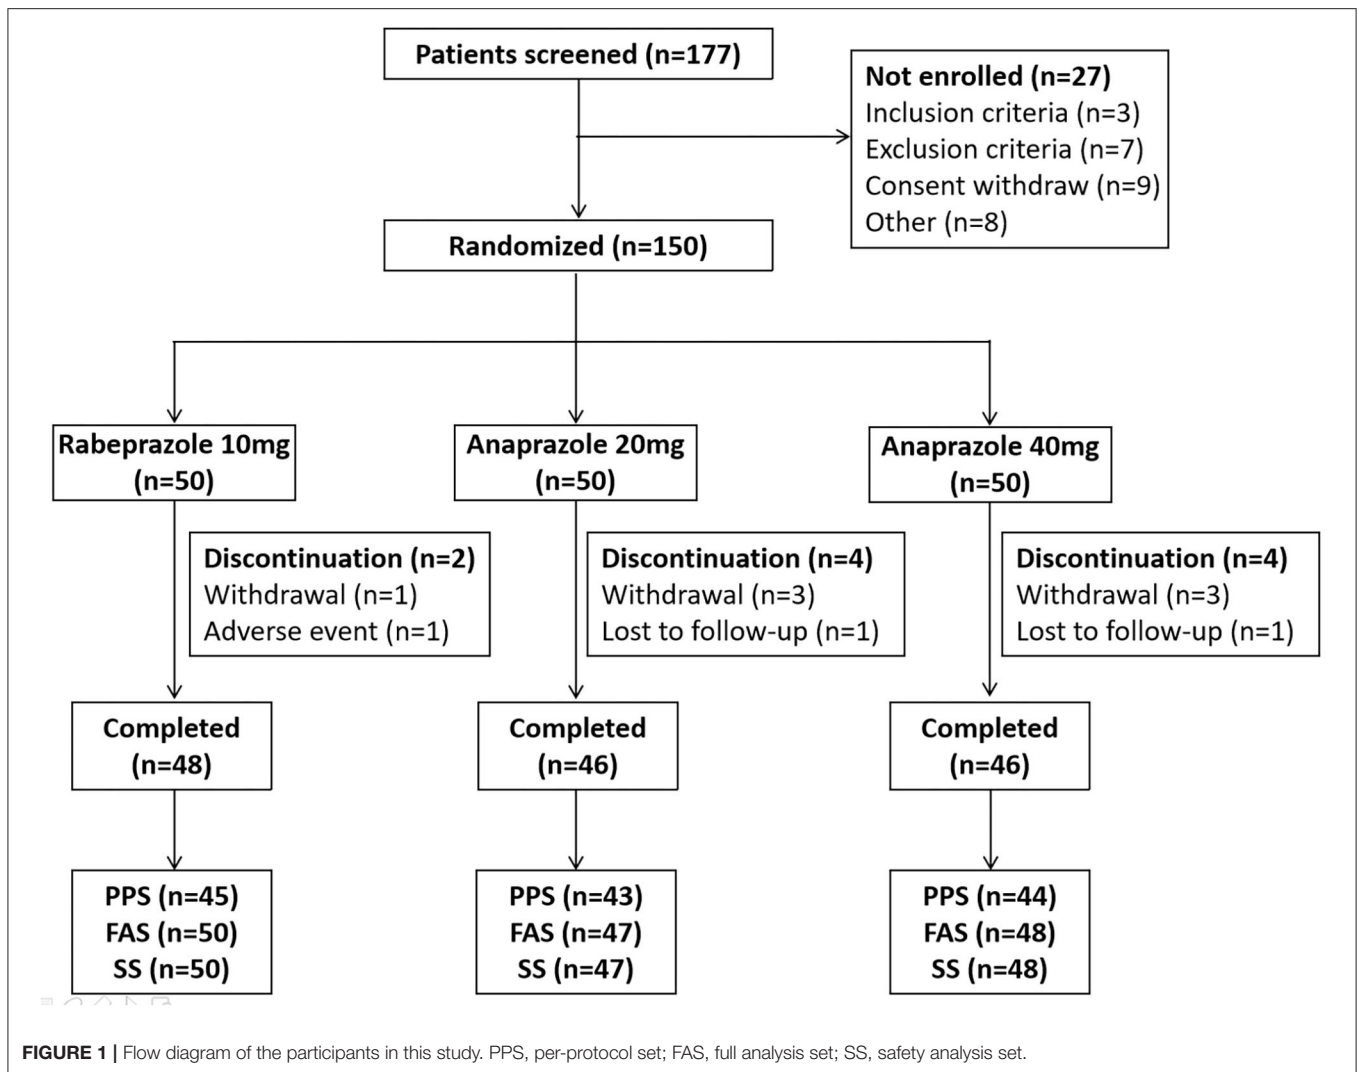 Patients screened (n=177)
Not enrolled (n=27)
Inclusion criteria (n=3)
Exclusion criteria (n=7)
Consent withdraw (n=9)
Other (n=8)
Randomized (n=150)
Rabeprazole 10mg
(n=50)
Anaprazole 20mg
(n=50)
Anaprazole 40mg
(n=50)
Discontinuation (n=2)
Withdrawal (n=1)
Adverse event (n=1)
Discontinuation (n=4)
Withdrawal (n=3)
Lost to follow-up (n=1)
Discontinuation (n=4)
Withdrawal (n=3)
Lost to follow-up (n=1)
Completed
(n=48)
Completed
(n=46)
Completed
(n=46)
PPS (n=45)
FAS (n=50)
SS (n=50)
PPS (n=43)
FAS (n=47)
SS (n=47)
PPS (n=44)
FAS (n=48)
SS (n=48)
FIGURE 1 | Flow diagram of the participants in this study. PPS, per-protocol set; FAS, full analysis set; SS, safety analysis set.